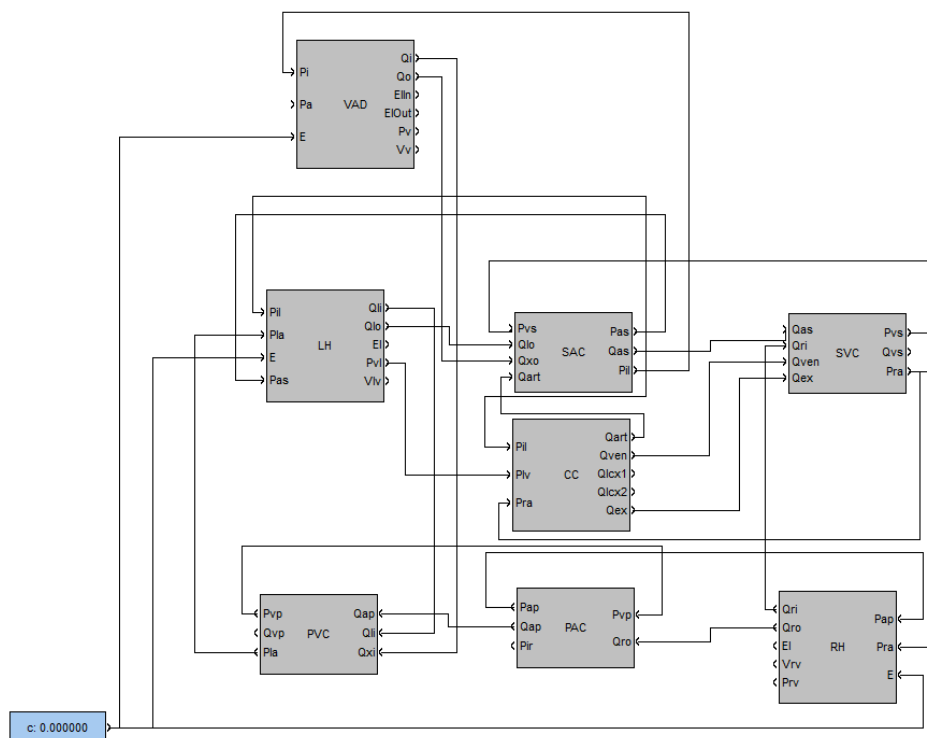 Pi
Pa
E
VAD
Qi
Qo
ElIn
ElOut
Pv
Vv
Pil
Pla
E
Pas
LH
Qli
Qlo
El
Pvl
Vlv
Pvs
Qlo
Qxo
Qart
SAC
Pas
Qas
Pil
Qas
Qri
Qven
Qex
SVC
Pvs
Qvs
Pra
Pil
Plv
Pra
CC
Qart
Qven
Qlcx1
Qlcx2
Qex
Pvp
Qvp
Pla
PVC
Qap
Qli
Qxi
Pap
Qap
Pir
PAC
Pvp
Qro
Qri
Qro
El
Vrv
Prv
RH
Pap
Pra
E
c: 0.000000